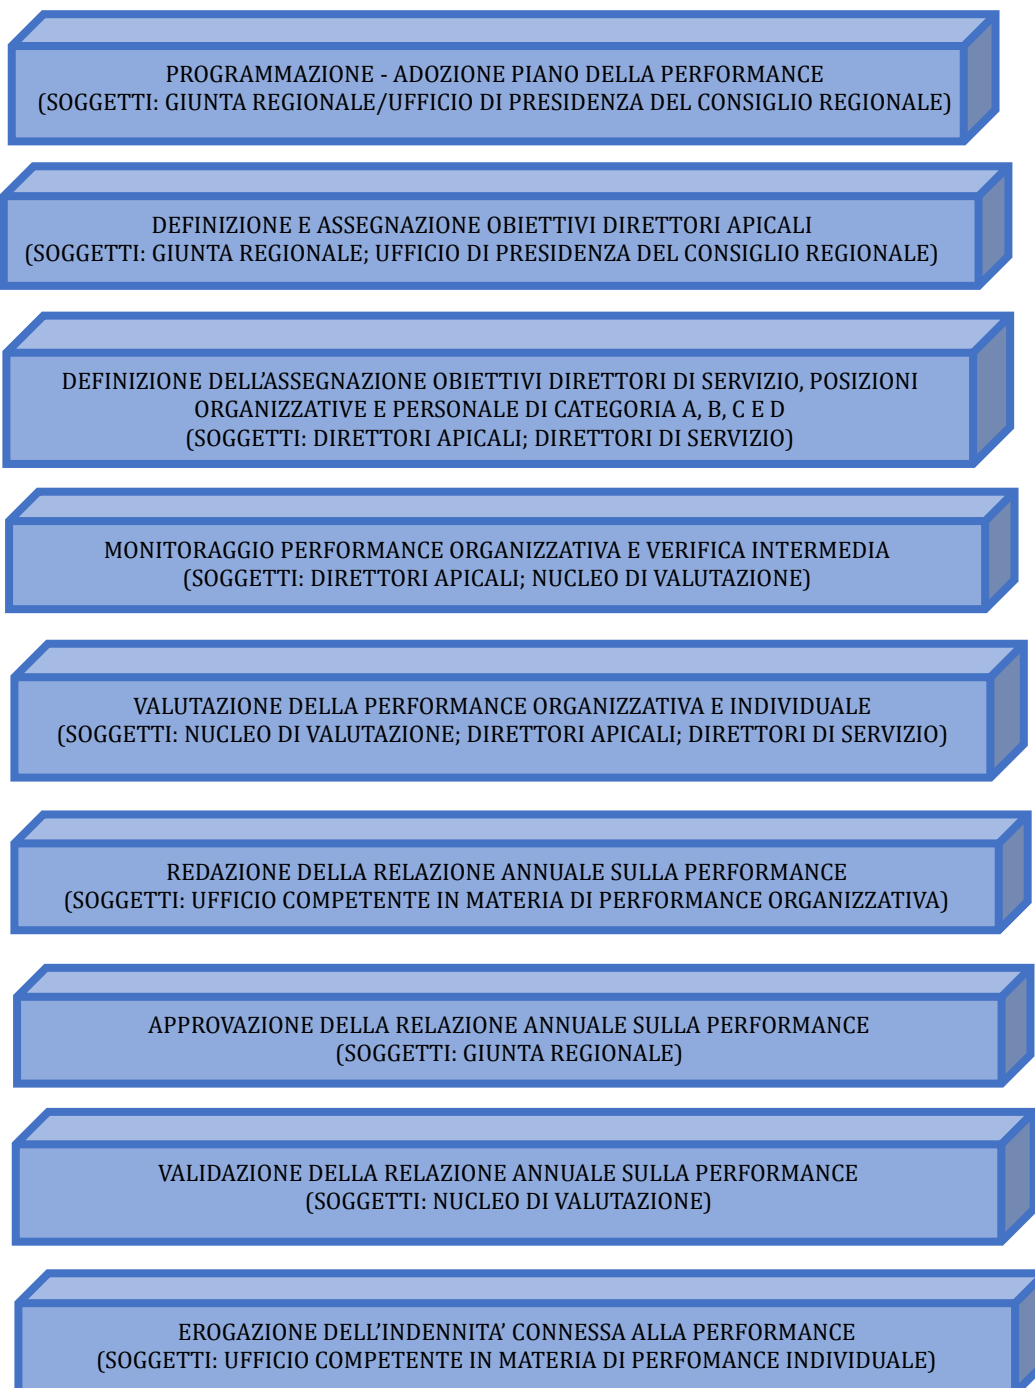 PROGRAMMAZIONE - ADOZIONE PIANO DELLA PERFORMANCE
(SOGGETTI: GIUNTA REGIONALE/UFFICIO DI PRESIDENZA DEL CONSIGLIO REGIONALE)
DEFINIZIONE E ASSEGNAZIONE OBIETTIVI DIRETTORI APICALI
(SOGGETTI: GIUNTA REGIONALE; UFFICIO DI PRESIDENZA DEL CONSIGLIO REGIONALE)
DEFINIZIONE DELL'ASSEGNAZIONE OBIETTIVI DIRETTORI DI SERVIZIO, POSIZIONI
ORGANIZZATIVE E PERSONALE DI CATEGORIA A, B, C E D
(SOGGETTI: DIRETTORI APICALI; DIRETTORI DI SERVIZIO)
MONITORAGGIO PERFORMANCE ORGANIZZATIVA E VERIFICA INTERMEDIA
(SOGGETTI: DIRETTORI APICALI; NUCLEO DI VALUTAZIONE)
VALUTAZIONE DELLA PERFORMANCE ORGANIZZATIVA E INDIVIDUALE
(SOGGETTI: NUCLEO DI VALUTAZIONE; DIRETTORI APICALI; DIRETTORI DI SERVIZIO)
REDAZIONE DELLA RELAZIONE ANNUALE SULLA PERFORMANCE
(SOGGETTI: UFFICIO COMPETENTE IN MATERIA DI PERFORMANCE ORGANIZZATIVA)
APPROVAZIONE DELLA RELAZIONE ANNUALE SULLA PERFORMANCE
(SOGGETTI: GIUNTA REGIONALE)
VALIDAZIONE DELLA RELAZIONE ANNUALE SULLA PERFORMANCE
(SOGGETTI: NUCLEO DI VALUTAZIONE)
EROGAZIONE DELL'INDENNITA' CONNESSA ALLA PERFORMANCE
(SOGGETTI: UFFICIO COMPETENTE IN MATERIA DI PERFOMANCE INDIVIDUALE)